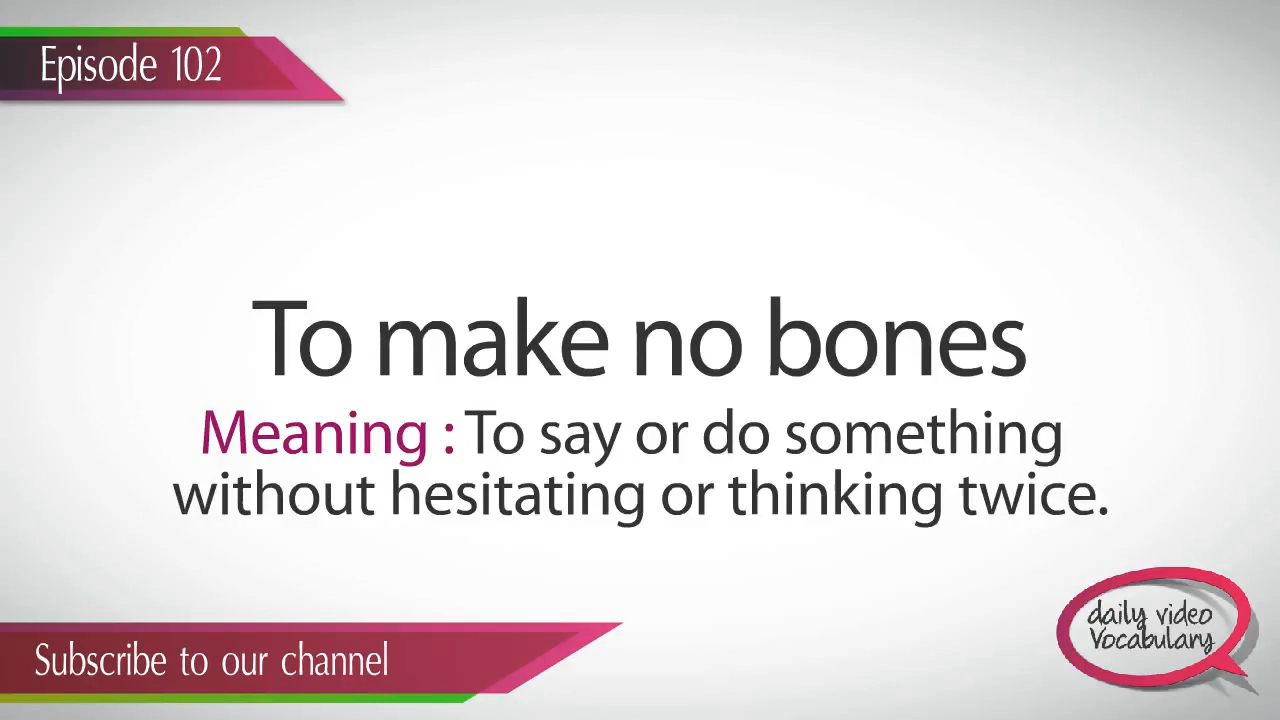 Episode 102
To make no bones
Meaning : To say or do something
without hesitating or thinking twice.
Subscribe to our channel
daily video
Vocabulary